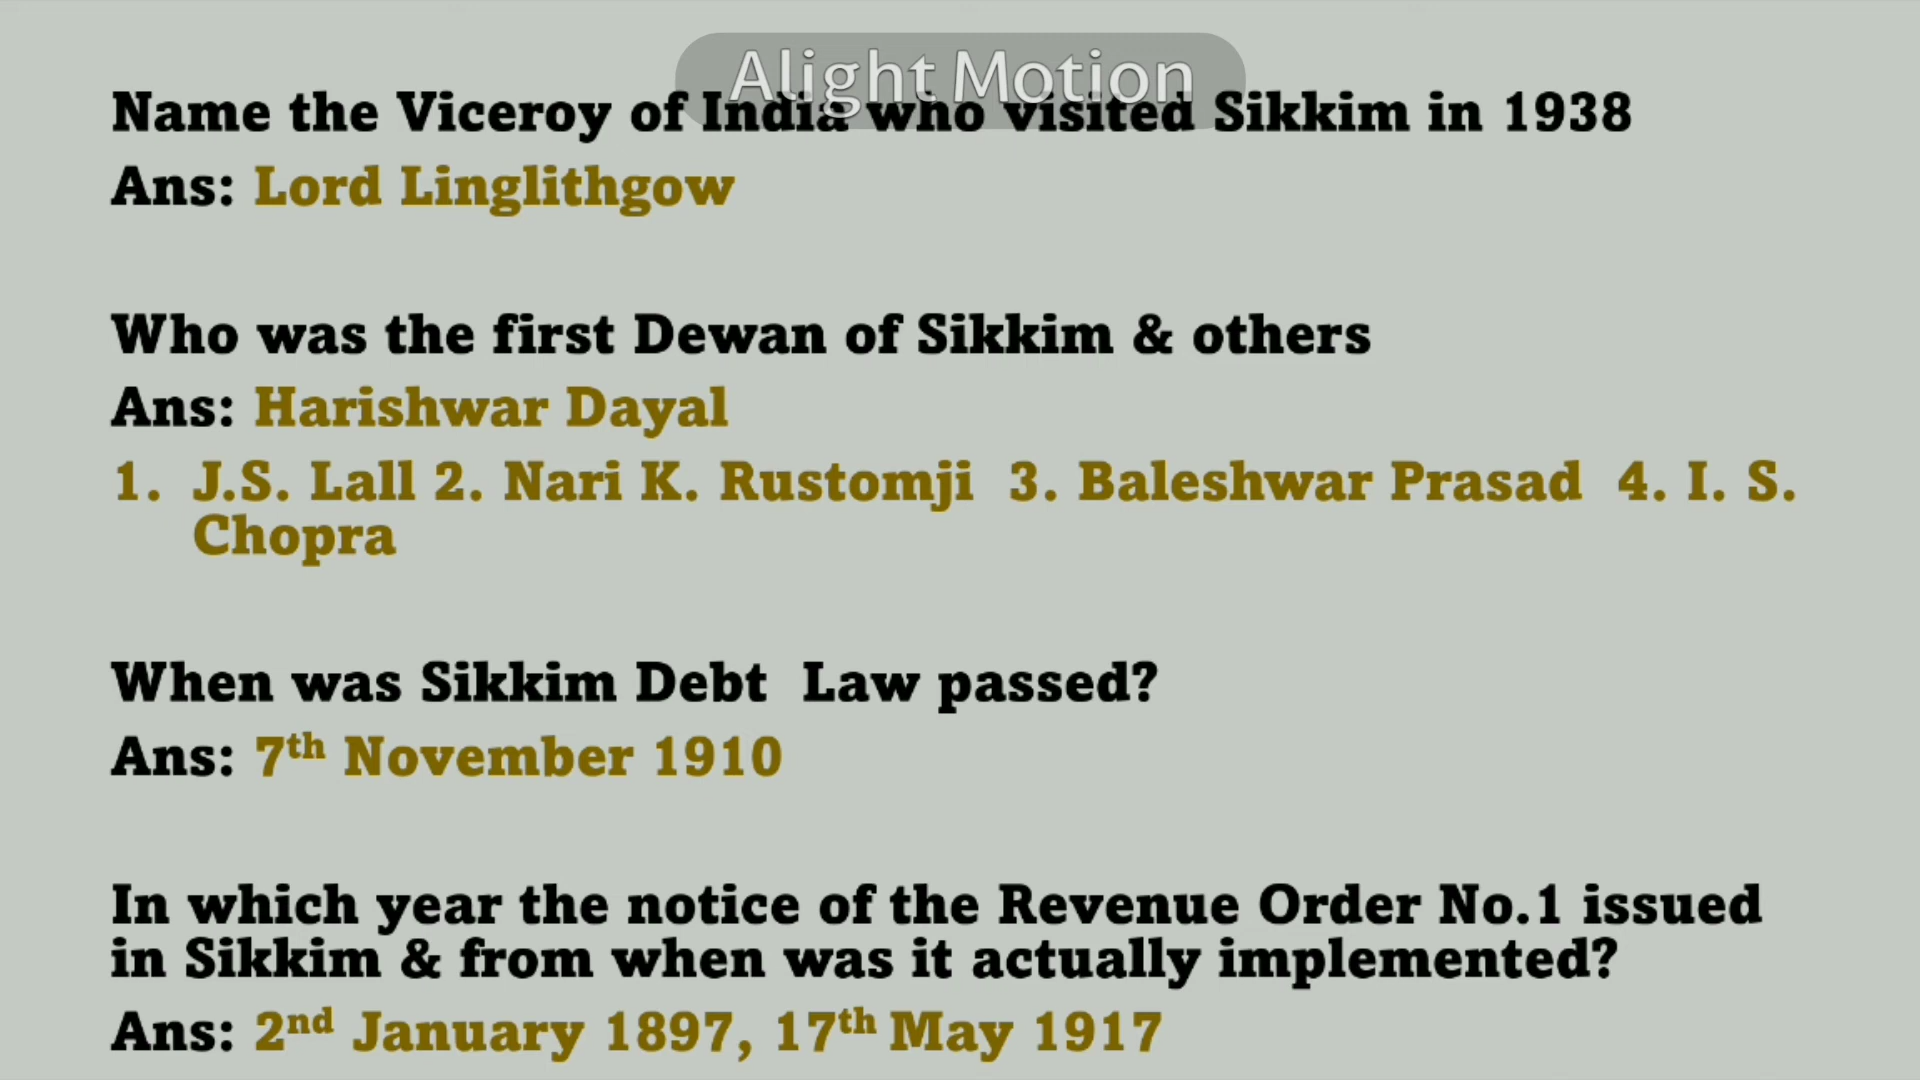 Alight Motion
Name the Viceroy of India who visited Sikkim in 1938
Ans: Lord Linglithgow
Who was the first Dewan of Sikkim & others
Ans: Harishwar Dayal
1. J.S. Lall 2. Nari K. Rustomji 3. Baleshwar Prasad 4. I. S.
Chopra
When was Sikkim Debt Law passed?
Ans: 7th November 1910
In which year the notice of the Revenue Order No.1 issued
in Sikkim & from when was it actually implemented?
Ans: 2nd January 1897, 17th May 1917